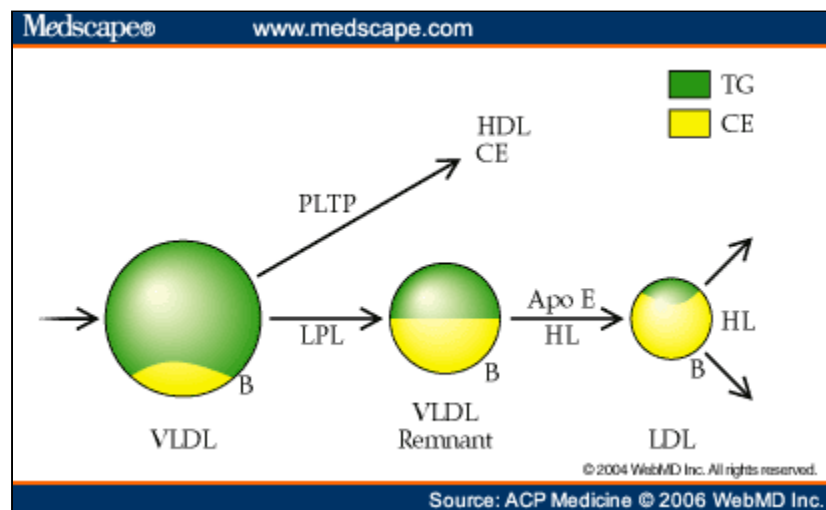 Medscape® www.medscape.com
TG
CE
HDL
CE
PLTP
LPL
Apo E
HL
HL
B
B
B
VLDL
VLDL
Remnant
LDL
© 2004 WebMD Inc. All rights reserved.
Source: ACP Medicine © 2006 WebMD Inc.